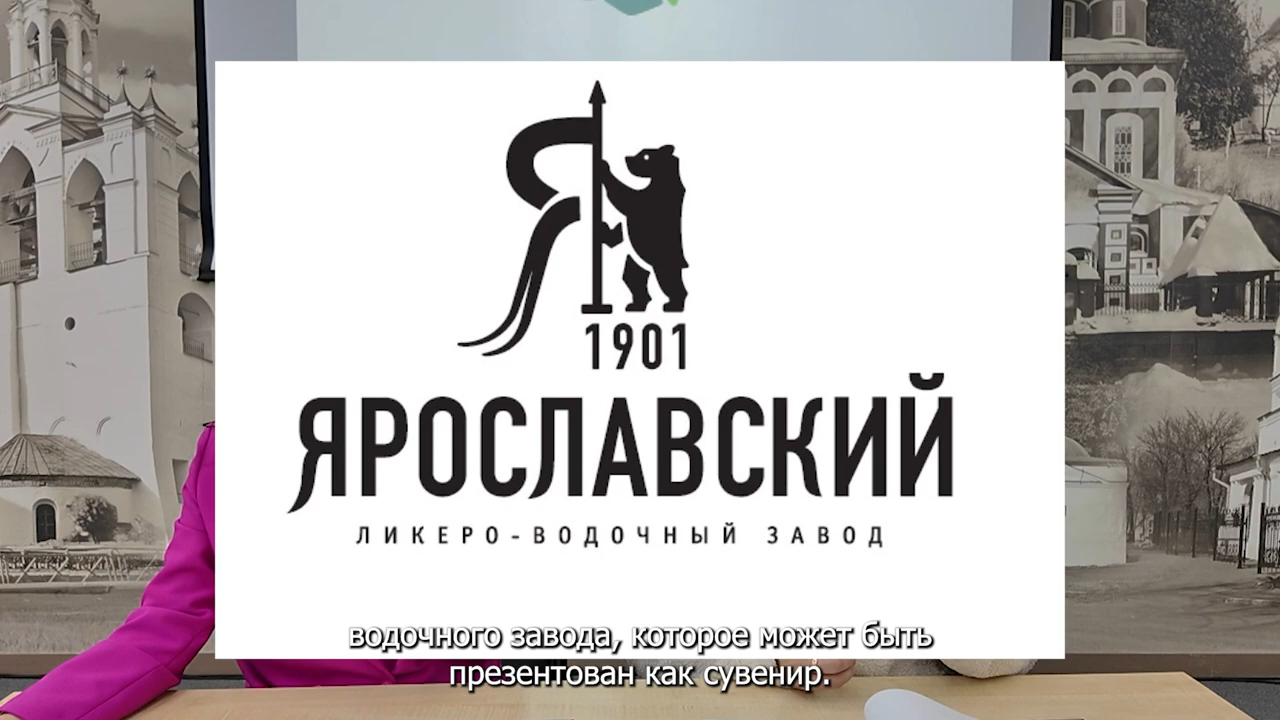 Я
1901
ЯРОСЛАВСКИЙ
ЛИКЕРО-ВОДОЧНЫЙ ЗАВОД
водочного завода, которое может быть
презентован как сувенир.